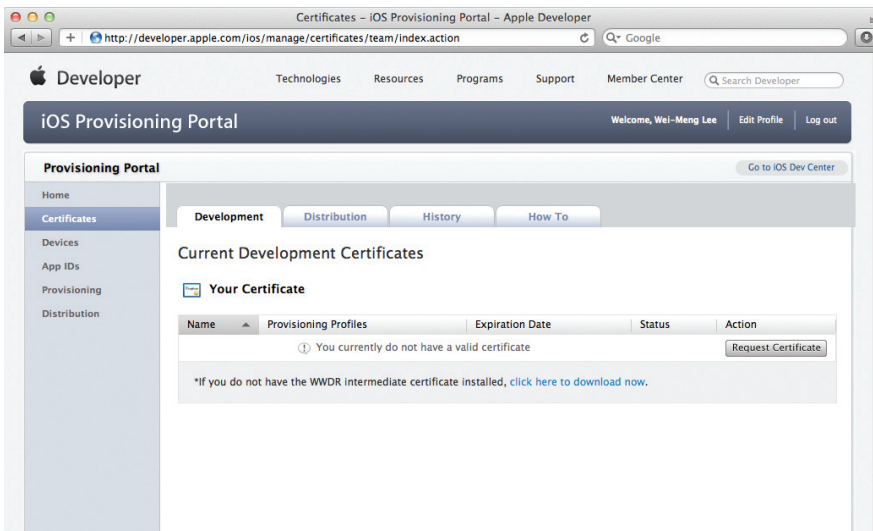 Certificates – iOS Provisioning Portal – Apple Developer
http://developer.apple.com/ios/manage/certificates/team/index.action
Google
Developer
Technologies Resources Programs Support Member Center Search Developer
iOS Provisioning Portal
Welcome, Wei-Meng Lee Edit Profile Log out
Provisioning Portal
Go to iOS Dev Center
Home
Certificates
Devices
App IDs
Provisioning
Distribution
Development Distribution History How To
Current Development Certificates
Your Certificate
Name Provisioning Profiles Expiration Date Status Action
You currently do not have a valid certificate
Request Certificate
*If you do not have the WWDR intermediate certificate installed, click here to download now.